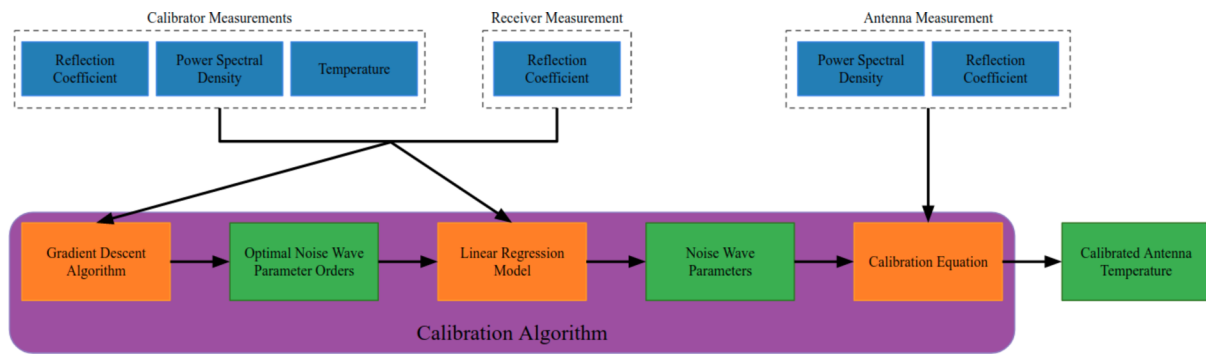 Calibrator Measurements
Receiver Measurement
Antenna Measurement
Reflection
Coefficient
Power Spectral
Density
Temperature
Reflection
Coefficient
Power Spectral
Density
Reflection
Coefficient
Gradient Descent
Algorithm
Optimal Noise Wave
Parameter Orders
Linear Regression
Model
Noise Wave
Parameters
Calibration Equation
Calibrated Antenna
Temperature
Calibration Algorithm